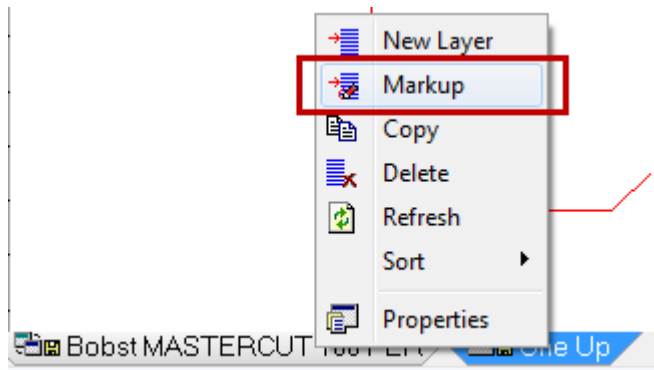 New Layer
Markup
Copy
Delete
Refresh
Sort
Properties
Bobst MASTERCUT
One Up